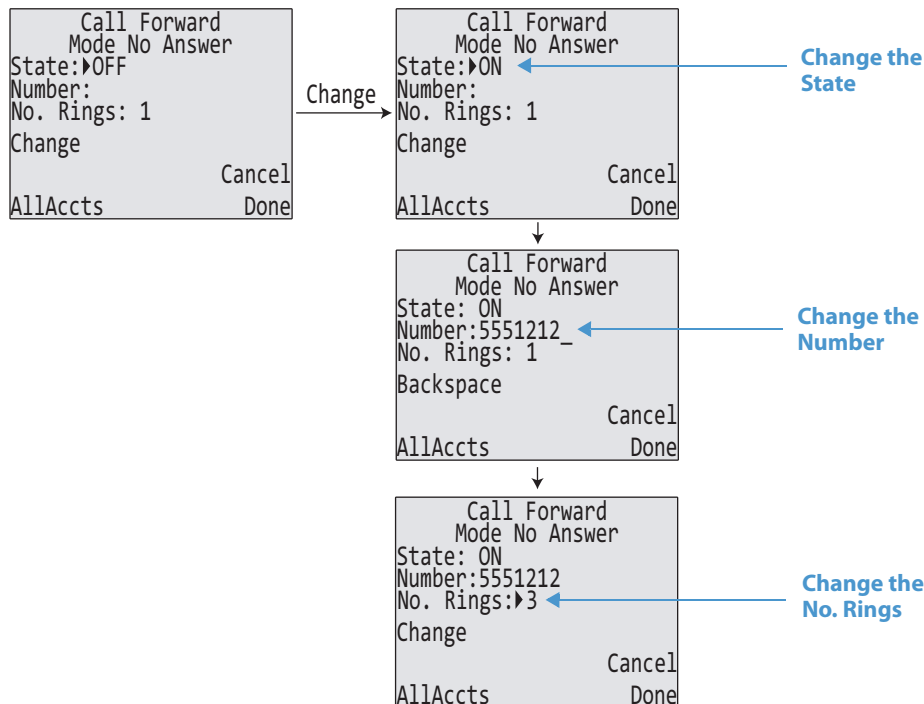 Call Forward
Mode No Answer
State:▶OFF
Number:
No. Rings: 1
Change
Cancel
AllAccts Done
Change
Call Forward
Mode No Answer
State:▶ON
Number:
No. Rings: 1
Change
Cancel
AllAccts Done
Change the
State
Call Forward
Mode No Answer
State: ON
Number:5551212_
No. Rings: 1
Backspace
Cancel
AllAccts Done
Change the
Number
Call Forward
Mode No Answer
State: ON
Number:5551212
No. Rings:▶3
Change
Cancel
AllAccts Done
Change the
No. Rings